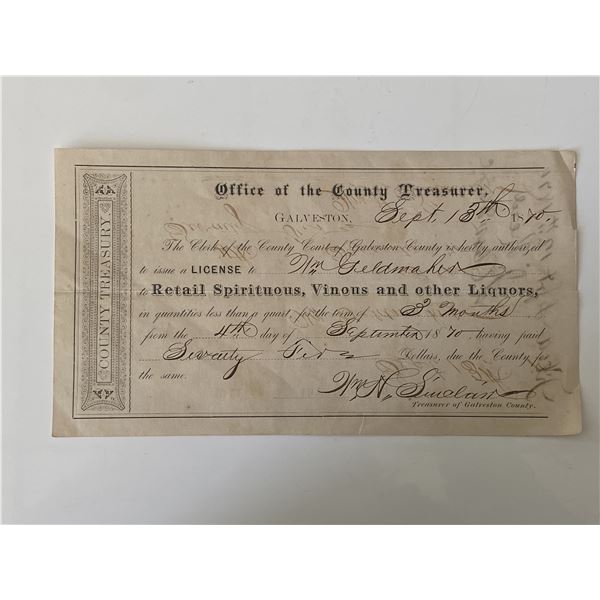 COUNTY TREASURY.
Office of the County Treasurer,
GALVESTON, Sept. 13th 1870.
The Clerk of the County Court of Galveston County is hereby authorized
to issue a LICENSE to Wm Geldmaker
to Retail Spirituous, Vinous and other Liquors,
in quantities less than a quart, for the term of 3 Months
from the 4th day of September 1870, having paid
Seventy Five Dollars, due the County for
the same.
Wm N. Sinclair
Treasurer of Galveston County.